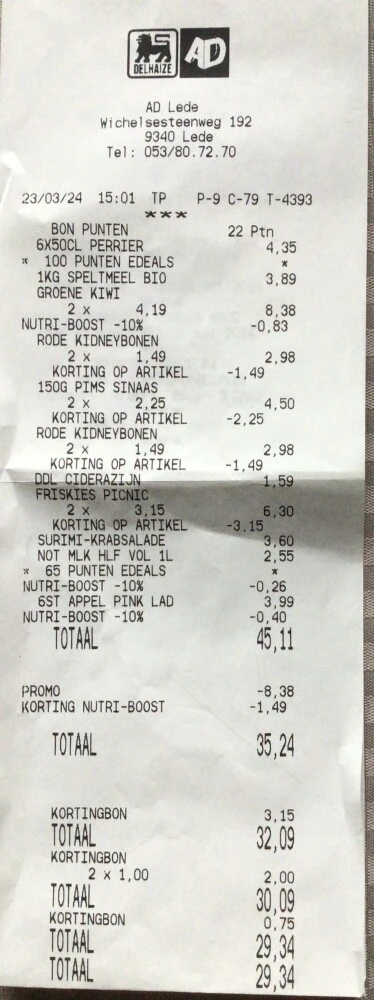 DELHAIZE AD
AD Lede
Wichelsesteenweg 192
9340 Lede
Tel: 053/80.72.70
23/03/24 15:01 TP P-9 C-79 T-4393
***
BON PUNTEN 22 Ptn
6X50CL PERRIER 4,35
* 100 PUNTEN EDEALS *
1KG SPELTMEEL BIO 3,89
GROENE KIWI
2 x 4,19 8,38
NUTRI-BOOST -10% -0,83
RODE KIDNEYBONEN
2 x 1,49 2,98
KORTING OP ARTIKEL -1,49
150G PIMS SINAAS
2 x 2,25 4,50
KORTING OP ARTIKEL -2,25
RODE KIDNEYBONEN
2 x 1,49 2,98
KORTING OP ARTIKEL -1,49
DDL CIDERAZIJN 1,59
FRISKIES PICNIC
2 x 3,15 6,30
KORTING OP ARTIKEL -3,15
SURIMI-KRABSALADE 3,60
NOT MLK HLF VOL 1L 2,55
* 65 PUNTEN EDEALS *
NUTRI-BOOST -10% -0,26
6ST APPEL PINK LAD 3,99
NUTRI-BOOST -10% -0,40
TOTAAL 45,11
PROMO -8,38
KORTING NUTRI-BOOST -1,49
TOTAAL 35,24
KORTINGBON 3,15
TOTAAL 32,09
KORTINGBON
2 x 1,00 2,00
TOTAAL 30,09
KORTINGBON 0,75
TOTAAL 29,34
TOTAAL 29,34